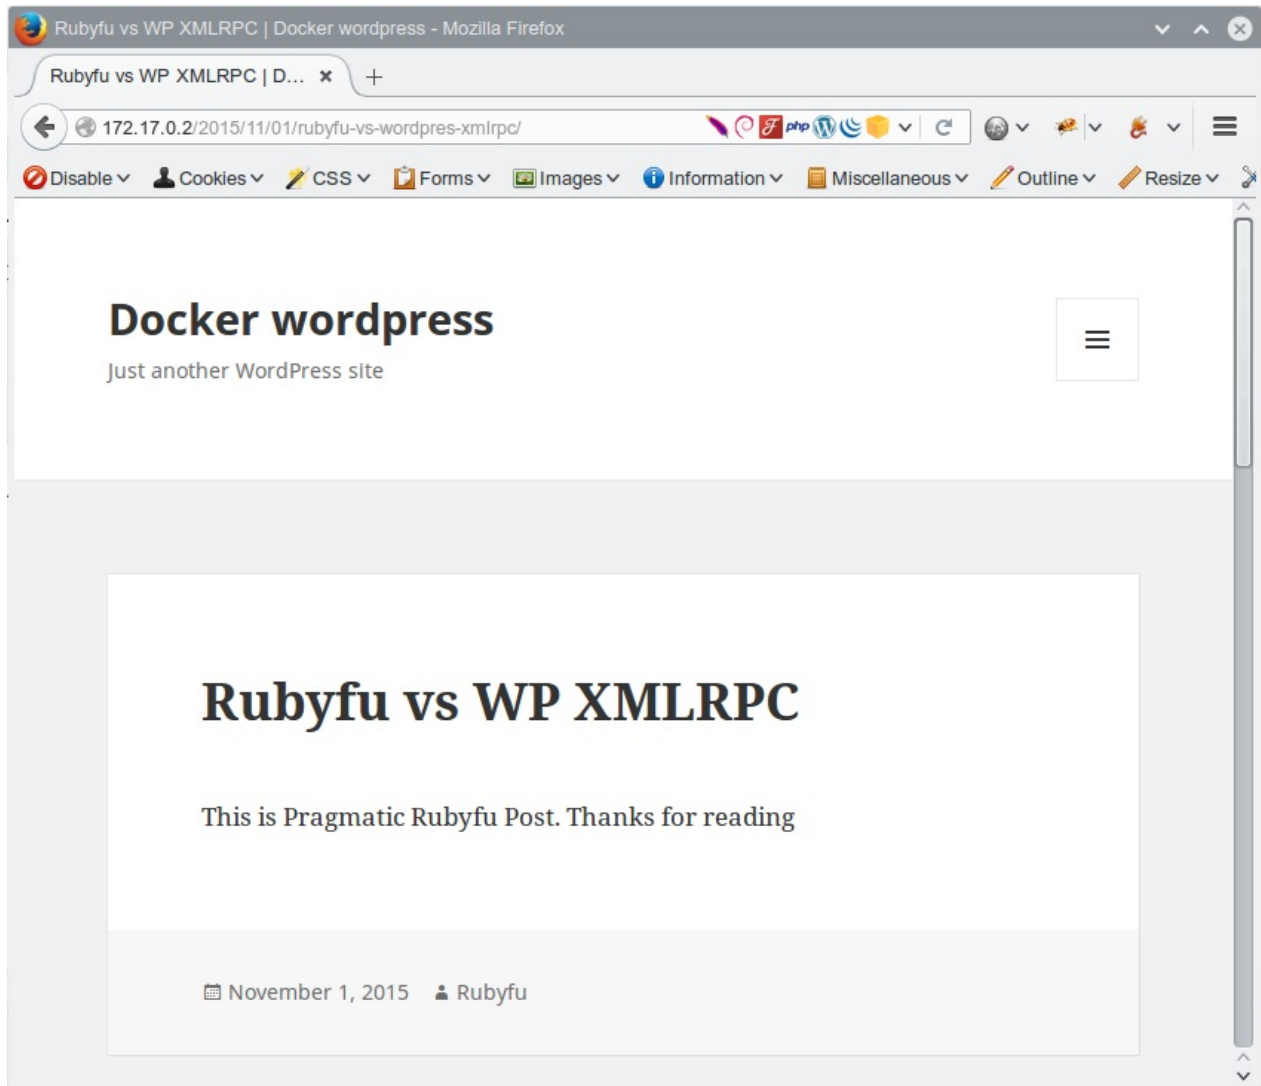 Rubyfu vs WP XMLRPC | Docker wordpress - Mozilla Firefox
Rubyfu vs WP XMLRPC | D...
172.17.0.2/2015/11/01/rubyfu-vs-wordpres-xmlrpc/
php
Disable Cookies CSS Forms Images Information Miscellaneous Outline Resize
Docker wordpress
Just another WordPress site
Rubyfu vs WP XMLRPC
This is Pragmatic Rubyfu Post. Thanks for reading
November 1, 2015 Rubyfu